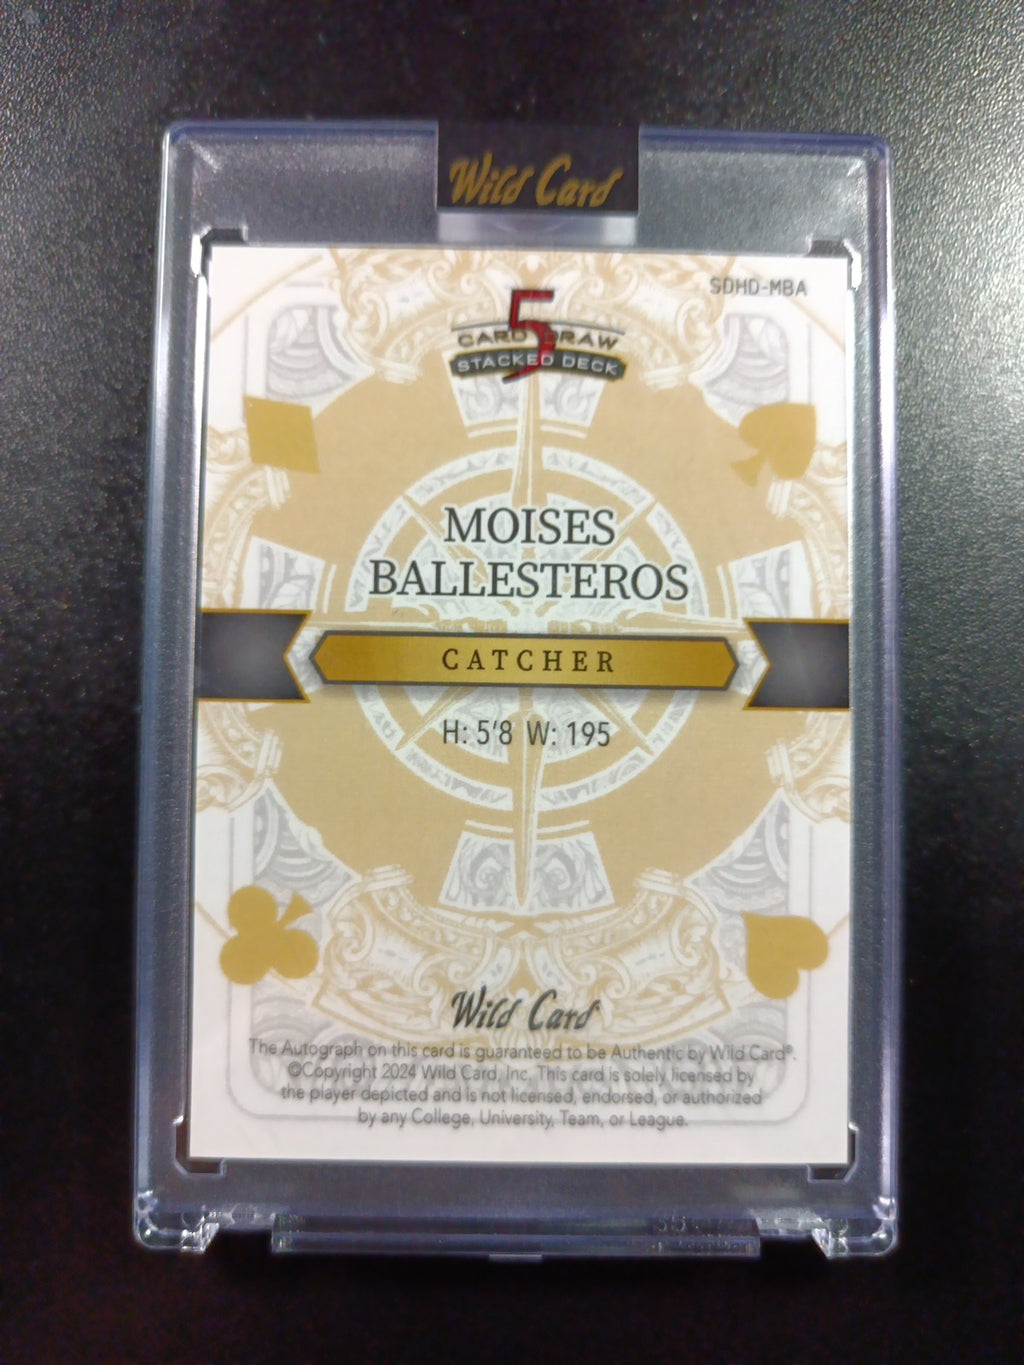 Wild Card
SDHD-MBA
5
CARD DRAW
STACKED DECK
MOISES
BALLESTEROS
CATCHER
H: 5'8 W: 195
Wild Card
The Autograph on this card is guaranteed to be Authentic by Wild Card®.
©Copyright 2024 Wild Card, Inc. This card is solely licensed by
the player depicted and is not licensed, endorsed, or authorized
by any College, University, Team, or League.